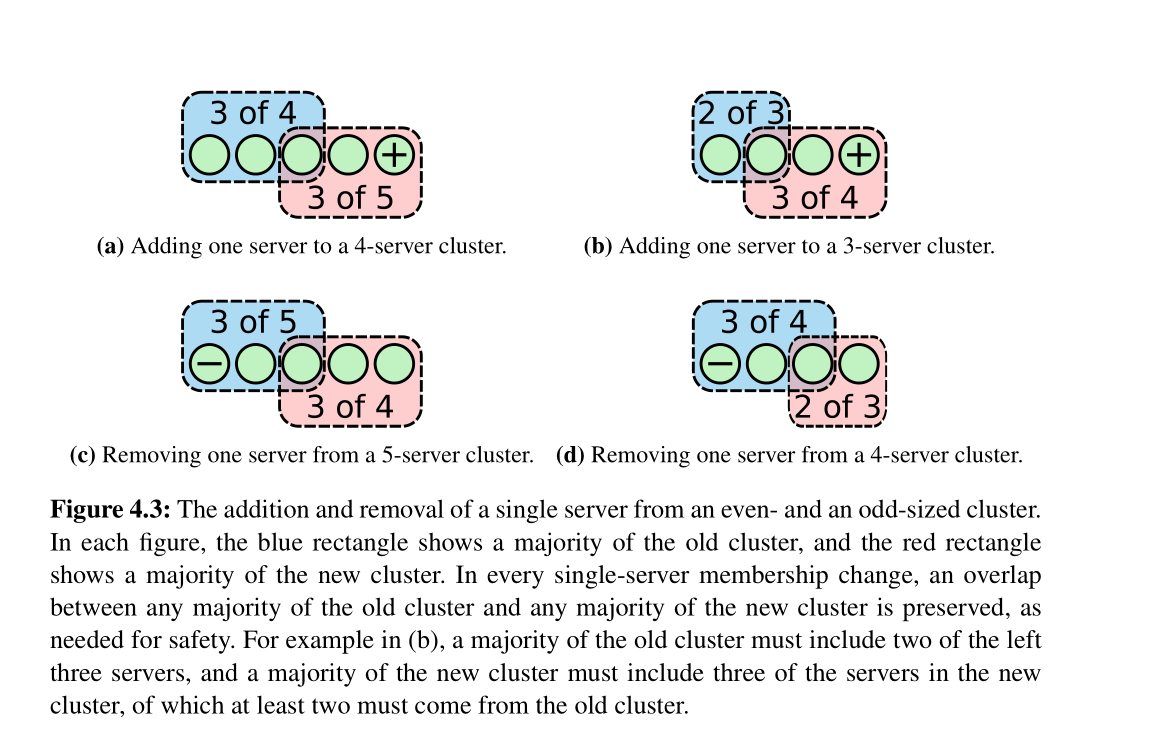 3 of 4
+
3 of 5
2 of 3
+
3 of 4
(a) Adding one server to a 4-server cluster.
(b) Adding one server to a 3-server cluster.
3 of 5
−
3 of 4
3 of 4
−
2 of 3
(c) Removing one server from a 5-server cluster.
(d) Removing one server from a 4-server cluster.
Figure 4.3: The addition and removal of a single server from an even- and an odd-sized cluster.
In each figure, the blue rectangle shows a majority of the old cluster, and the red rectangle
shows a majority of the new cluster. In every single-server membership change, an overlap
between any majority of the old cluster and any majority of the new cluster is preserved, as
needed for safety. For example in (b), a majority of the old cluster must include two of the left
three servers, and a majority of the new cluster must include three of the servers in the new
cluster, of which at least two must come from the old cluster.